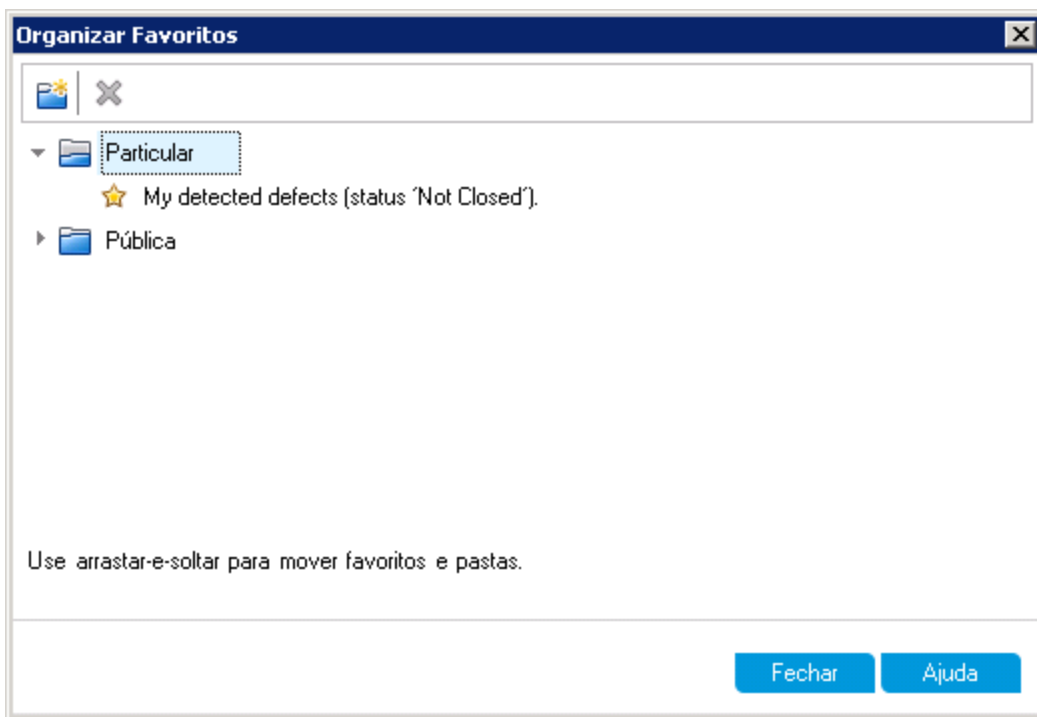 Organizar Favoritos
Particular
My detected defects (status ´Not Closed´).
Pública
Use arrastar-e-soltar para mover favoritos e pastas.
Fechar Ajuda